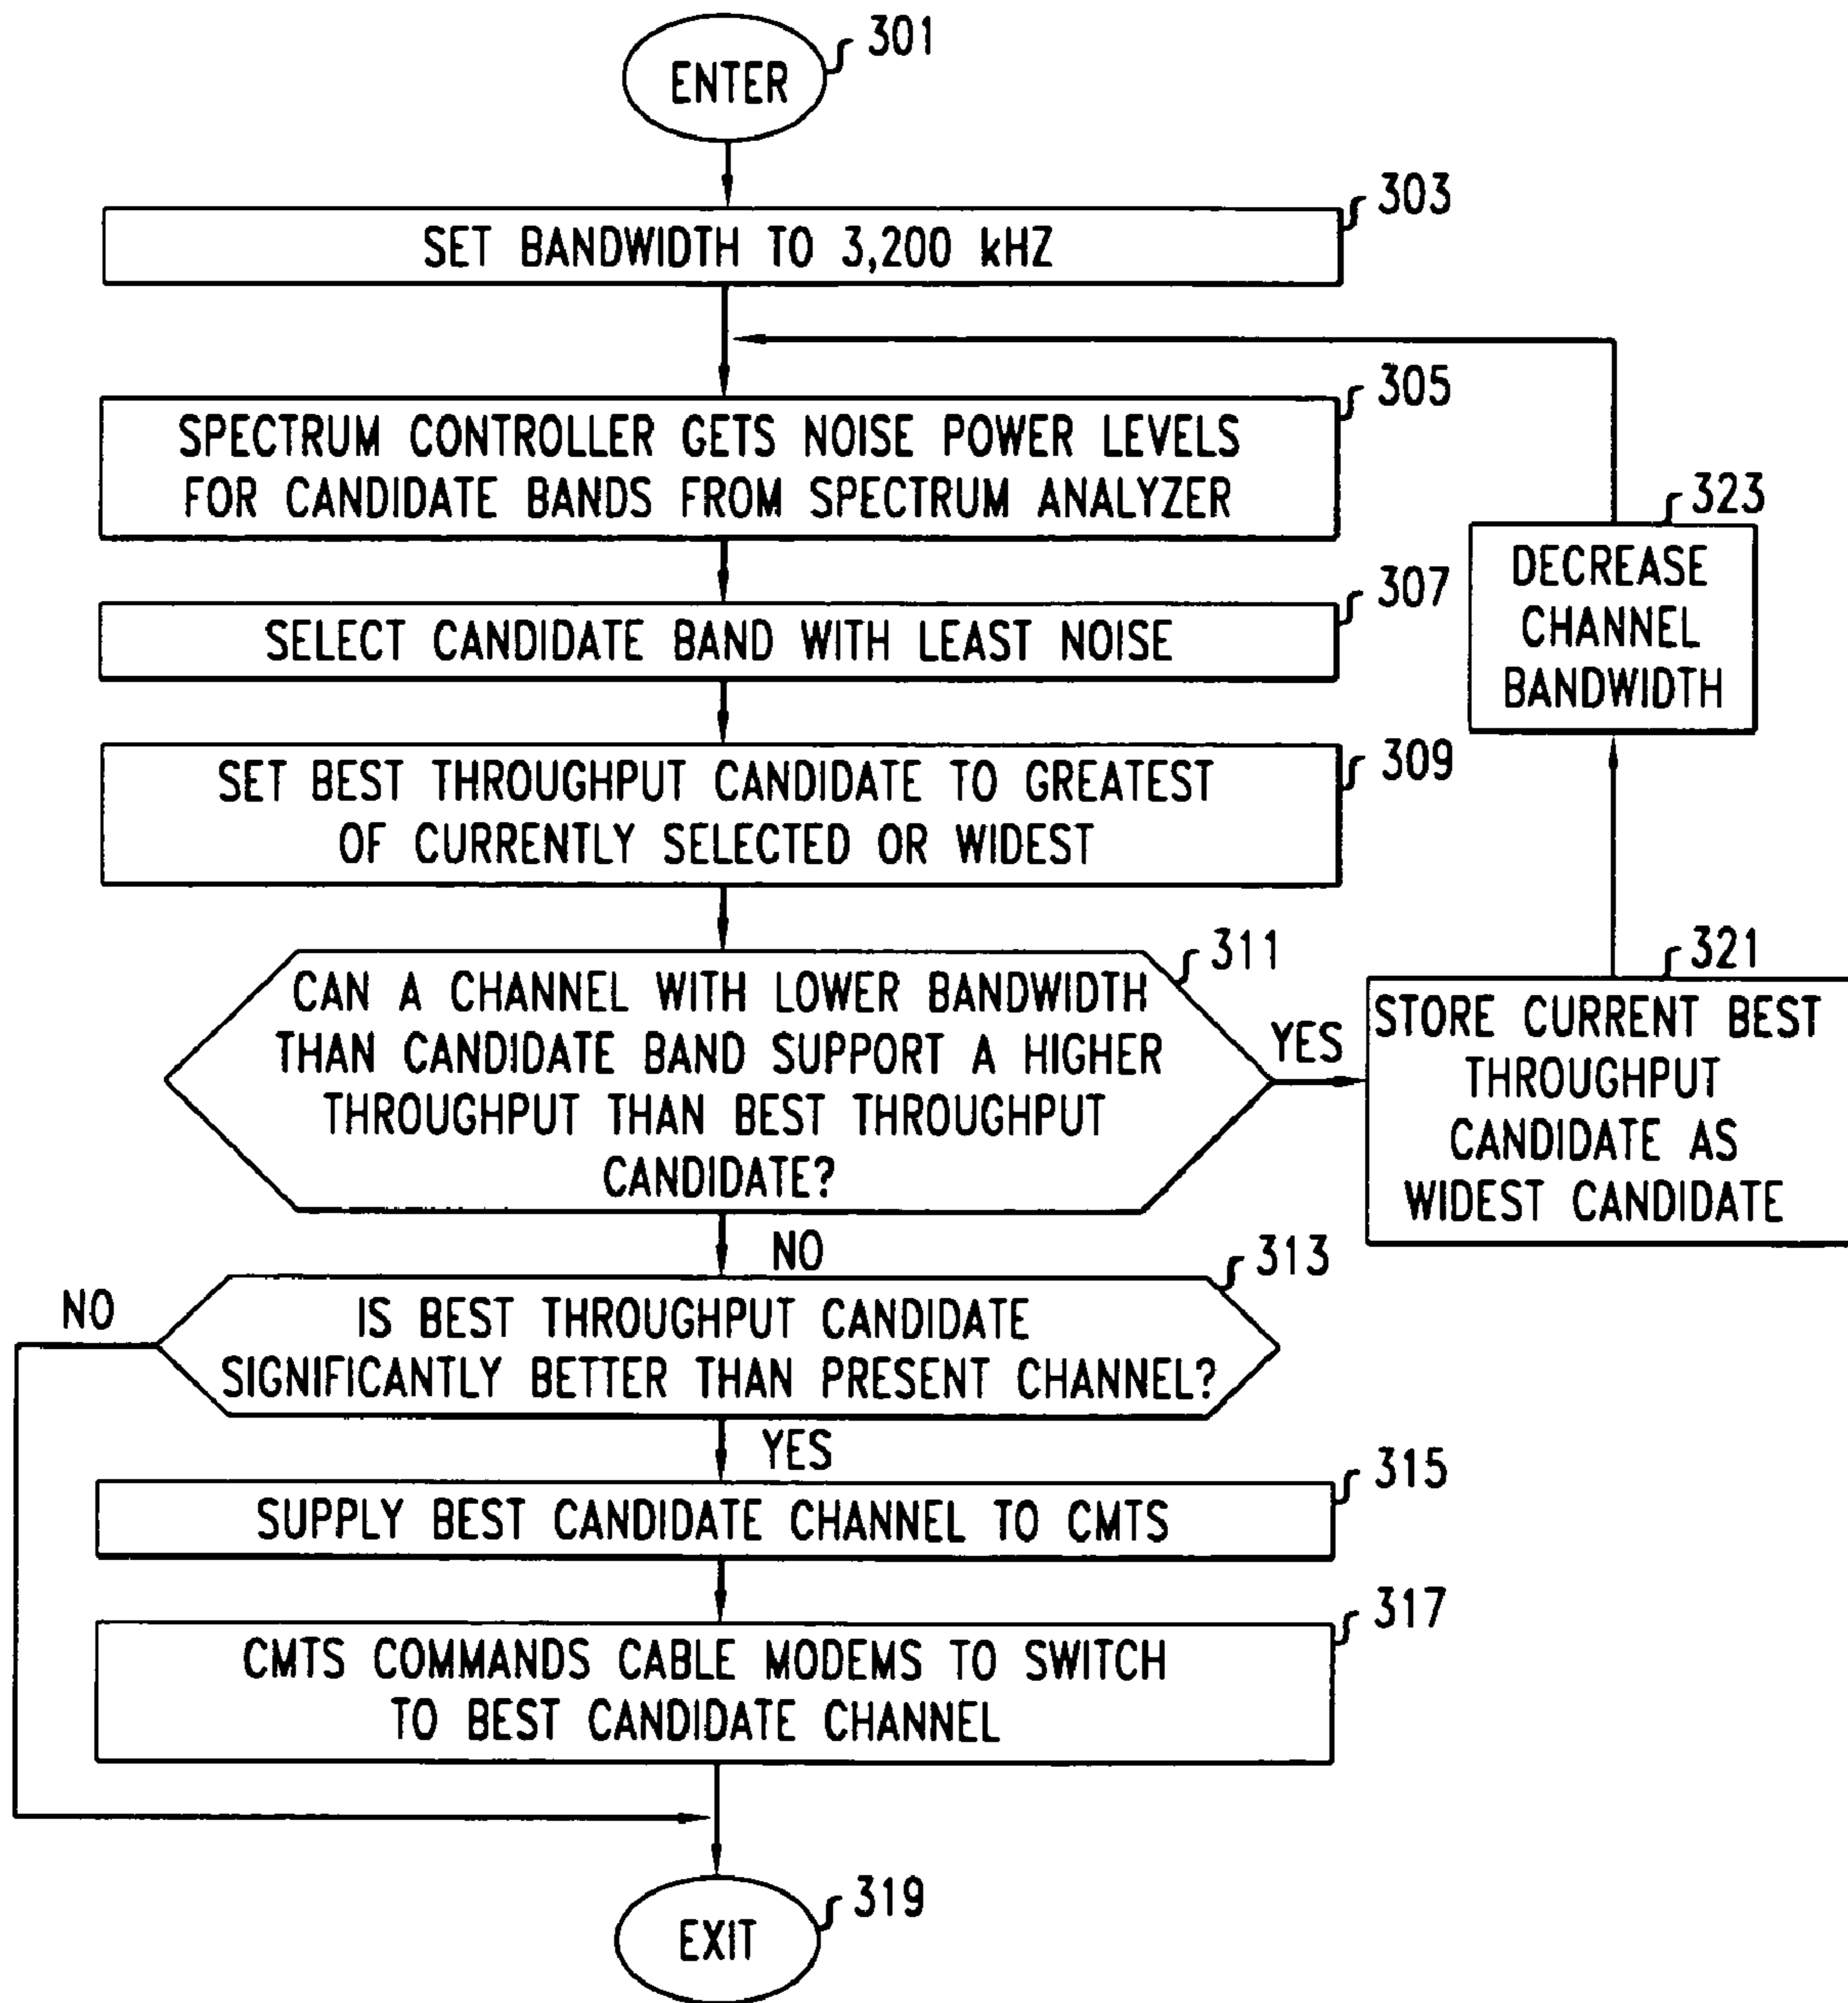 ENTER
301
SET BANDWIDTH TO 3,200 kHZ
303
SPECTRUM CONTROLLER GETS NOISE POWER LEVELS
FOR CANDIDATE BANDS FROM SPECTRUM ANALYZER
305
SELECT CANDIDATE BAND WITH LEAST NOISE
307
SET BEST THROUGHPUT CANDIDATE TO GREATEST
OF CURRENTLY SELECTED OR WIDEST
309
CAN A CHANNEL WITH LOWER BANDWIDTH
THAN CANDIDATE BAND SUPPORT A HIGHER
THROUGHPUT THAN BEST THROUGHPUT
CANDIDATE?
311
YES
STORE CURRENT BEST
THROUGHPUT
CANDIDATE AS
WIDEST CANDIDATE
321
DECREASE
CHANNEL
BANDWIDTH
323
NO
IS BEST THROUGHPUT CANDIDATE
SIGNIFICANTLY BETTER THAN PRESENT CHANNEL?
313
NO
YES
SUPPLY BEST CANDIDATE CHANNEL TO CMTS
315
CMTS COMMANDS CABLE MODEMS TO SWITCH
TO BEST CANDIDATE CHANNEL
317
EXIT
319